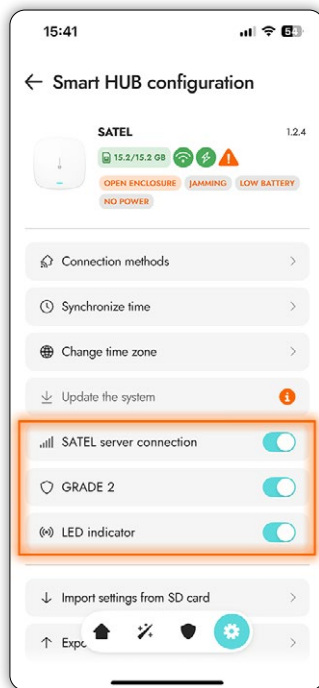 15:41
54
Smart HUB configuration
SATEL
1.2.4
15.2/15.2 GB
OPEN ENCLOSURE
JAMMING
LOW BATTERY
NO POWER
Connection methods
Synchronize time
Change time zone
Update the system
SATEL server connection
GRADE 2
LED indicator
Import settings from SD card
Expo